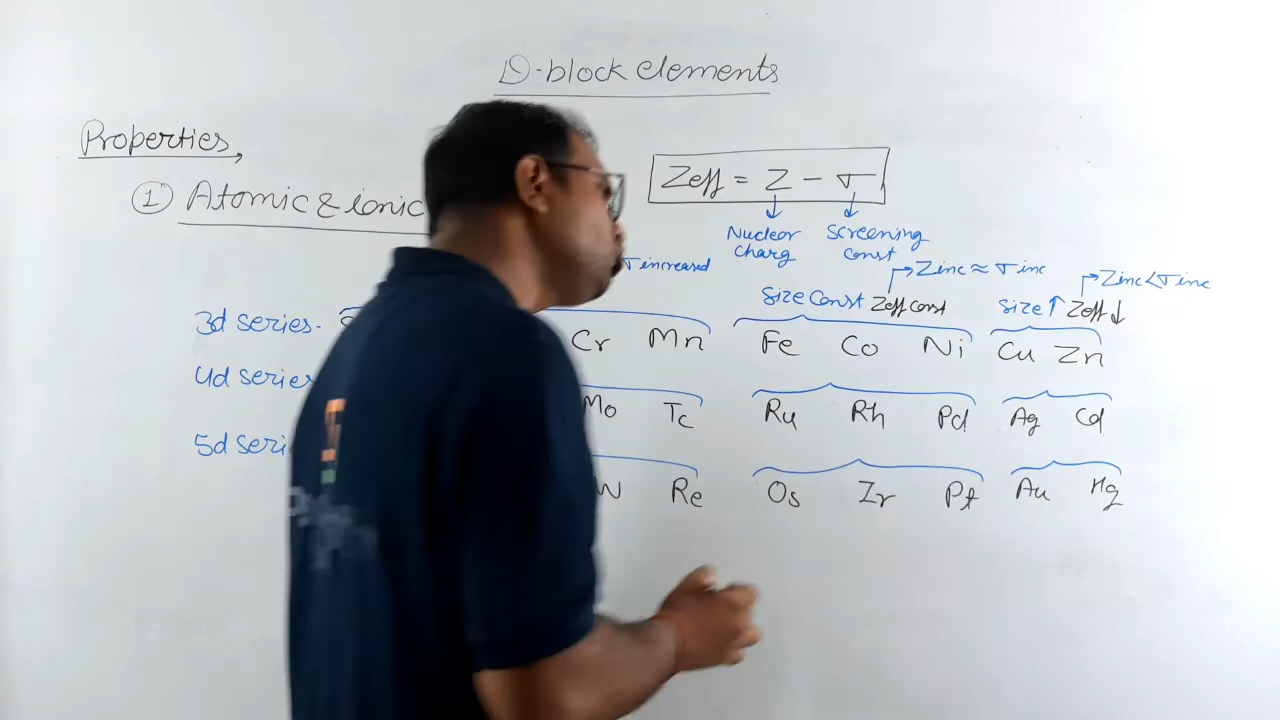 D-block elements
Properties,
① Atomic & ionic
Zeff = Z - σ
Nuclear charg
Screening const
σ increased
Zinc ≈ σ inc
Zinc < σ inc
Size const Zeff const
Size ↑ Zeff ↓
3d series- Cr Mn Fe Co Ni Cu Zn
4d series Mo Tc Ru Rh Pd Ag Cd
5d seri W Re Os Zr Pt Au Hg